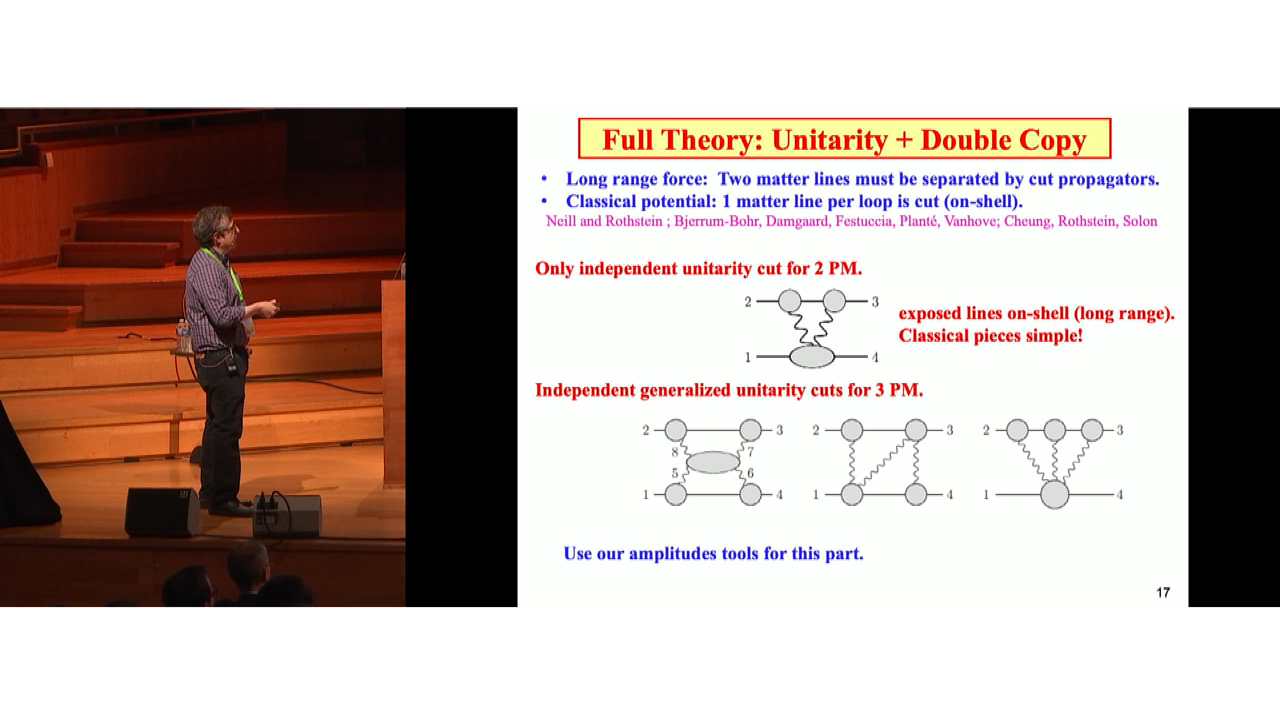 Full Theory: Unitarity + Double Copy
• Long range force: Two matter lines must be separated by cut propagators.
• Classical potential: 1 matter line per loop is cut (on-shell).
Neill and Rothstein ; Bjerrum-Bohr, Damgaard, Festuccia, Planté, Vanhove; Cheung, Rothstein, Solon
Only independent unitarity cut for 2 PM.
2 3
exposed lines on-shell (long range).
Classical pieces simple!
1 4
Independent generalized unitarity cuts for 3 PM.
2 3 2 3 2 3
8 7
5 6
1 4 1 4 1 4
Use our amplitudes tools for this part.
17